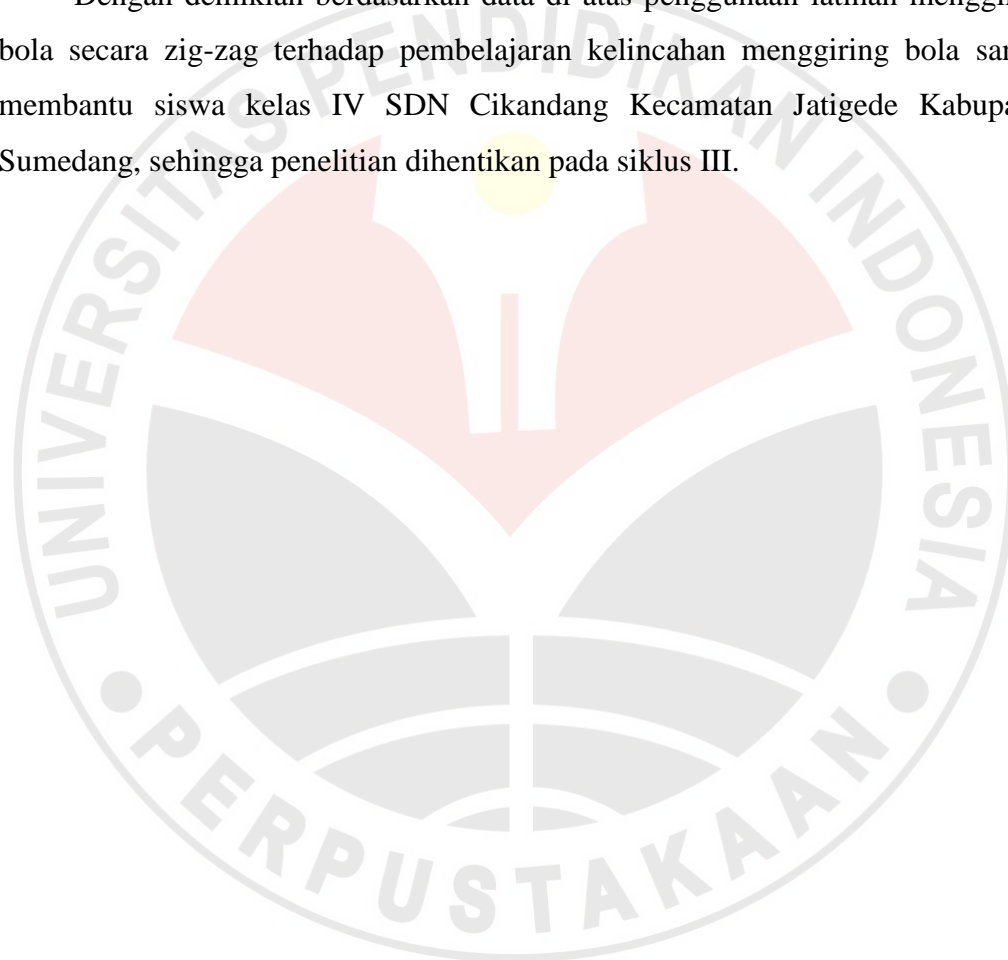 Dengan demikian berdasarkan data di atas penggunaan latihan
bola secara zig-zag terhadap pembelajaran kelincahan menggiring bola
membantu siswa kelas IV SDN Cikandang Kecamatan Jatigede
Sumedang, sehingga penelitian dihentikan pada siklus III.
UNIVERSITAS PENDIDIKAN INDONESIA
PERPUSTAKAAN